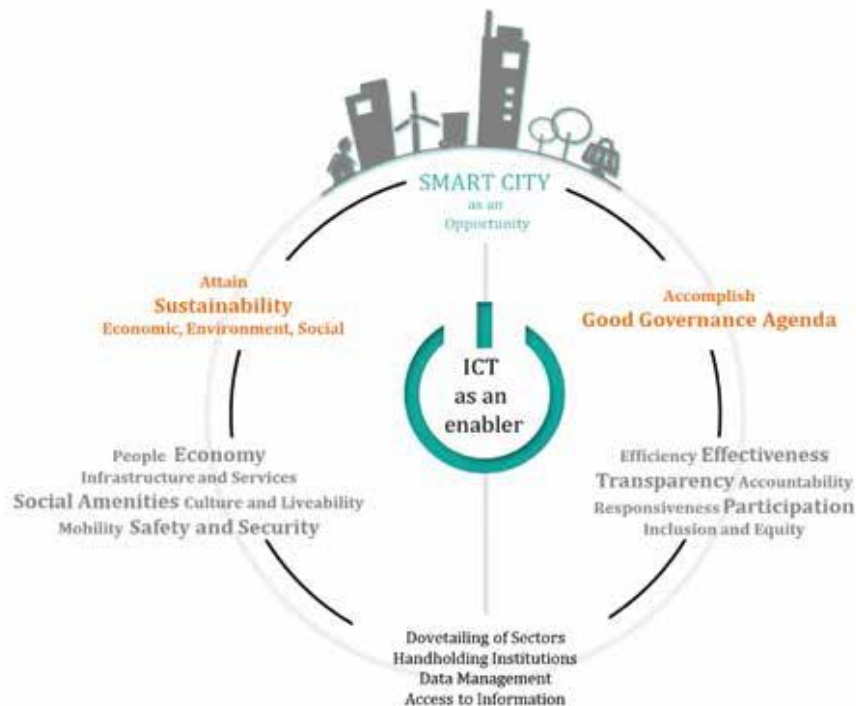 SMART CITY
as an
Opportunity
Attain
Sustainability
Economic, Environment, Social
Accomplish
Good Governance Agenda
ICT
as an
enabler
People Economy
Infrastructure and Services
Social Amenities Culture and Liveability
Mobility Safety and Security
Efficiency Effectiveness
Transparency Accountability
Responsiveness Participation
Inclusion and Equity
Dovetailing of Sectors
Handholding Institutions
Data Management
Access to Information